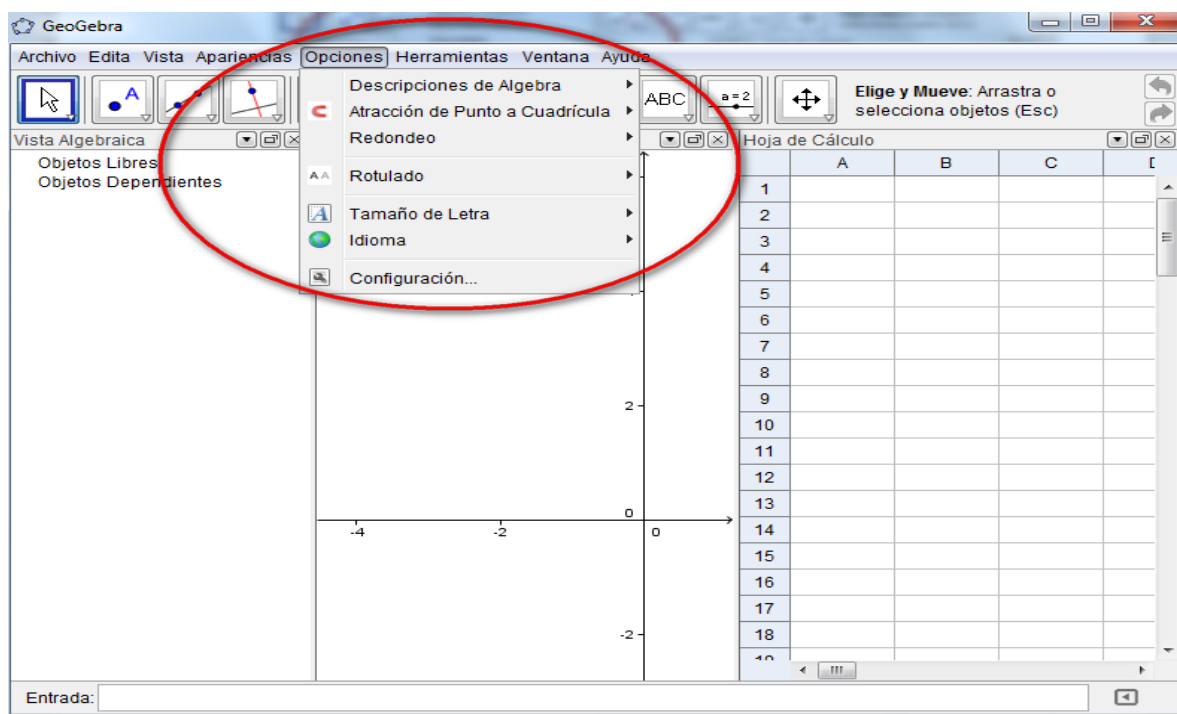 GeoGebra
Archivo Edita Vista Apariencias Opciones Herramientas Ventana Ayuda
A
ABC
a=2
Elige y Mueve: Arrastra o
selecciona objetos (Esc)
Descripciones de Algebra
Atracción de Punto a Cuadrícula
Redondeo
AA Rotulado
A Tamaño de Letra
Idioma
Configuración...
Vista Algebraica
Objetos Libres
Objetos Dependientes
2
0
-4 -2 0
-2
Hoja de Cálculo
A B C
1
2
3
4
5
6
7
8
9
10
11
12
13
14
15
16
17
18
Entrada: